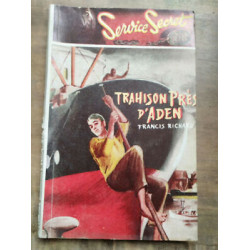 Service Secret
TRAHISON PRÈS
D'ADEN
FRANCIS RICHARD